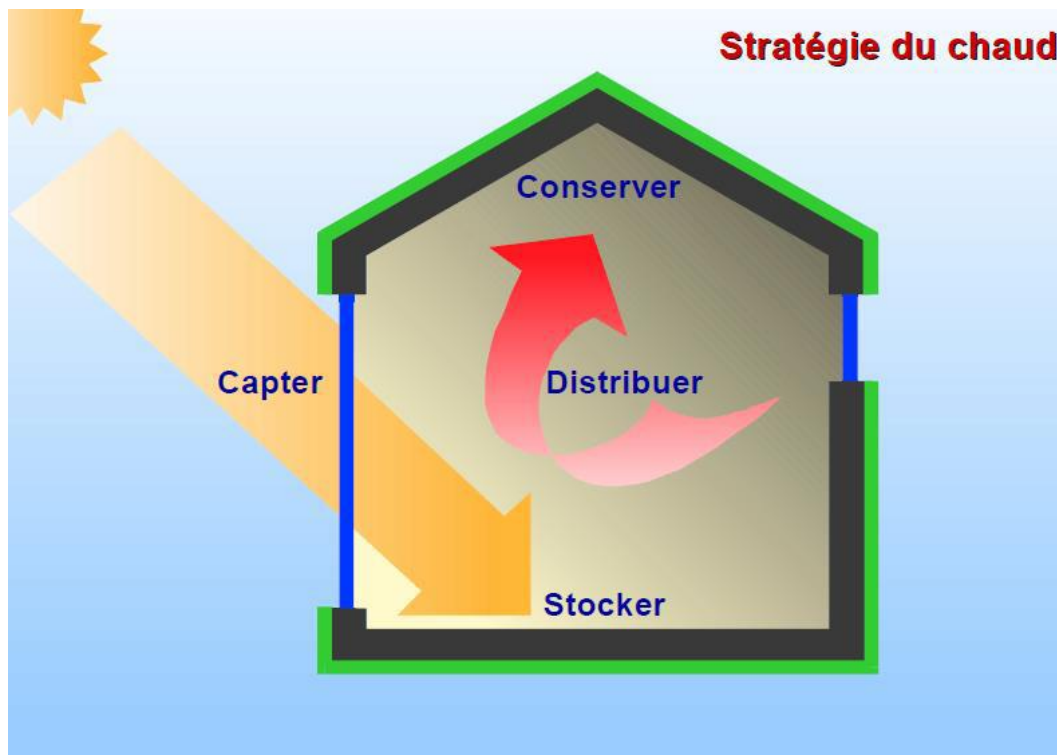 Stratégie du chaud
Conserver
Capter
Distribuer
Stocker